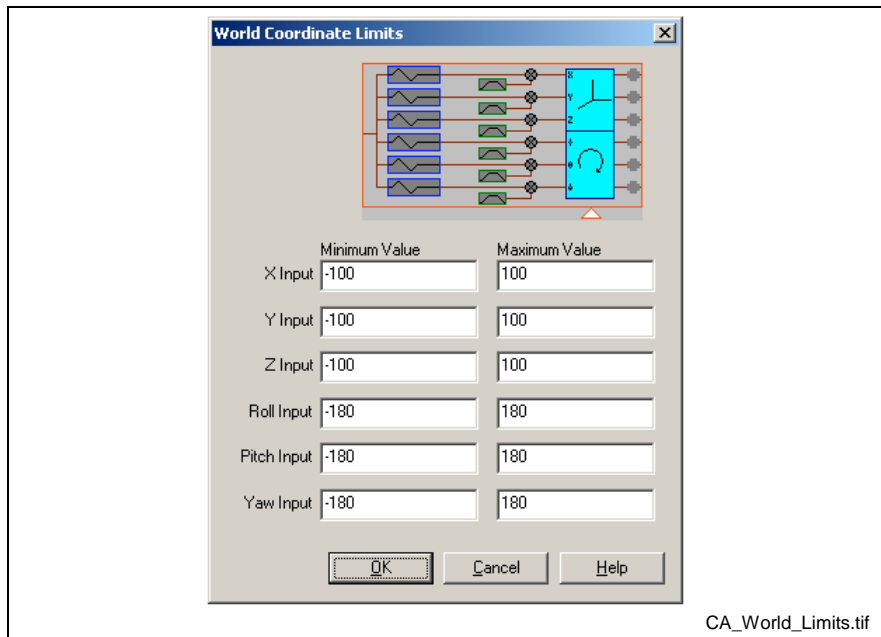 World Coordinate Limits
X
Y
Z
Minimum Value Maximum Value
X Input -100 100
Y Input -100 100
Z Input -100 100
Roll Input -180 180
Pitch Input -180 180
Yaw Input -180 180
OK Cancel Help
CA_World_Limits.tif